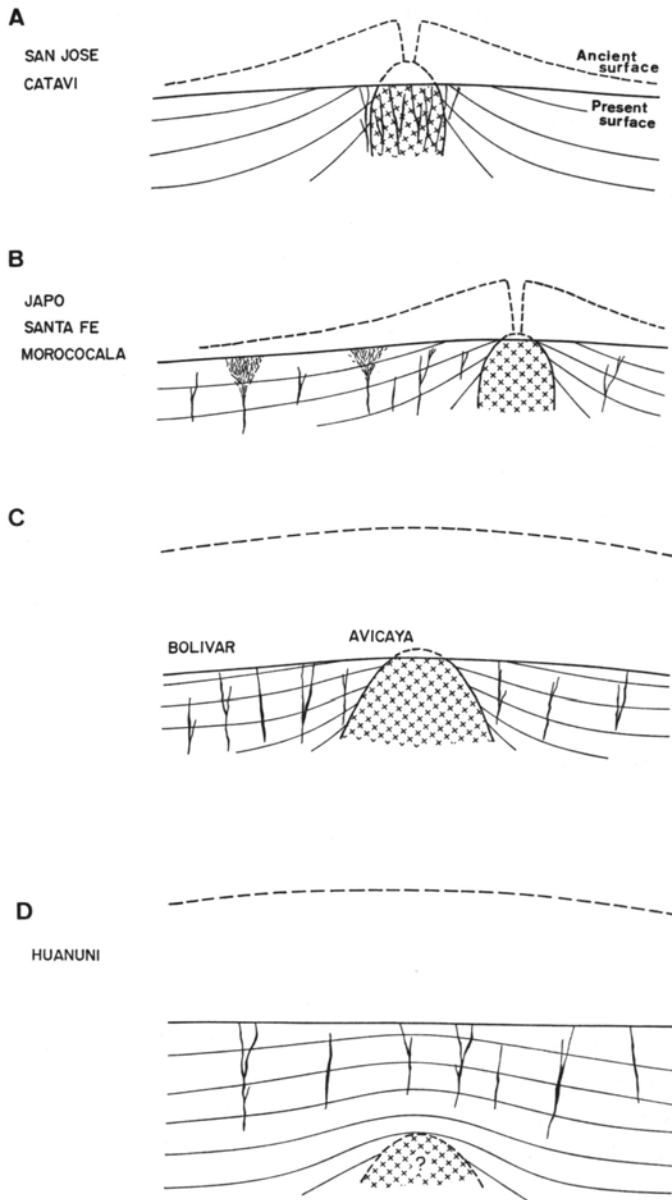 A
SAN JOSE
CATAVI
Ancient
surface
Present
surface
B
JAPO
SANTA FE
MOROCOCALA
C
BOLIVAR
AVICAYA
D
HUANUNI
?